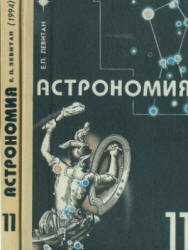 АСТРОНОМИЯ
Е. П. ЛЕВИТАН (1994)
11
Е.П. ЛЕВИТАН
АСТРОНОМИЯ
11